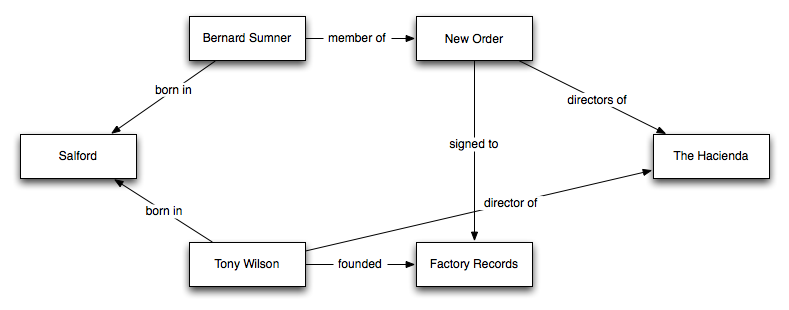 Bernard Sumner
member of
New Order
born in
directors of
signed to
Salford
The Hacienda
born in
director of
Tony Wilson
founded
Factory Records